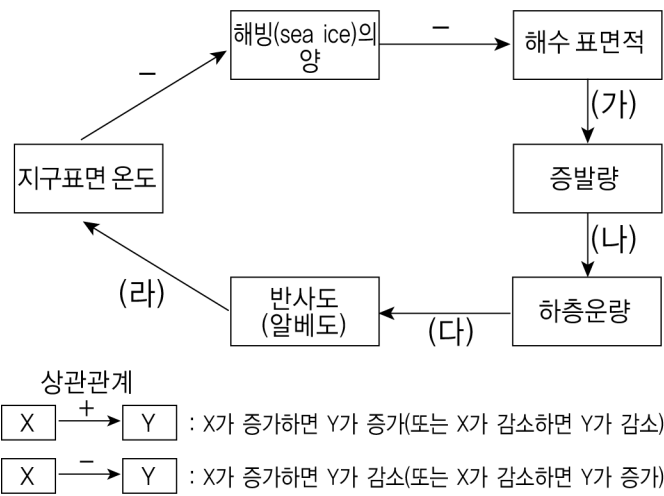 해빙(sea ice)의
양
−
해수 표면적
−
(가)
지구표면 온도
증발량
(나)
(라)
반사도
(알베도)
(다)
하층운량
상관관계
X + Y : X가 증가하면 Y가 증가(또는 X가 감소하면 Y가 감소)
X − Y : X가 증가하면 Y가 감소(또는 X가 감소하면 Y가 증가)